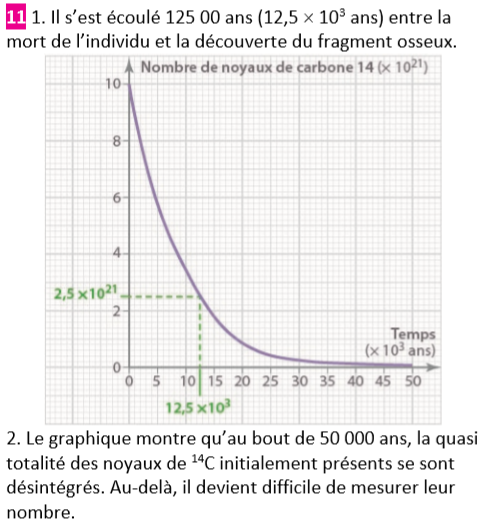 11 1. Il s’est écoulé 125 00 ans (12,5 × 10³ ans) entre la
mort de l’individu et la découverte du fragment osseux.
Nombre de noyaux de carbone 14 (× 10²¹)
10
8
6
4
2,5 ×10²¹
2
0
Temps
(× 10³ ans)
0 5 10 15 20 25 30 35 40 45 50
12,5 ×10³
2. Le graphique montre qu’au bout de 50 000 ans, la quasi
totalité des noyaux de ¹⁴C initialement présents se sont
désintégrés. Au-delà, il devient difficile de mesurer leur
nombre.